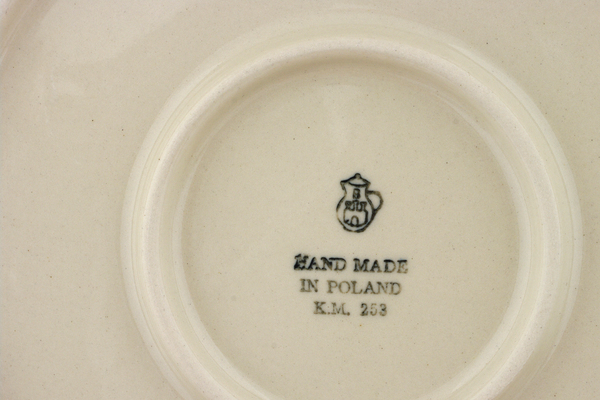 HAND MADE
IN POLAND
K.M. 253